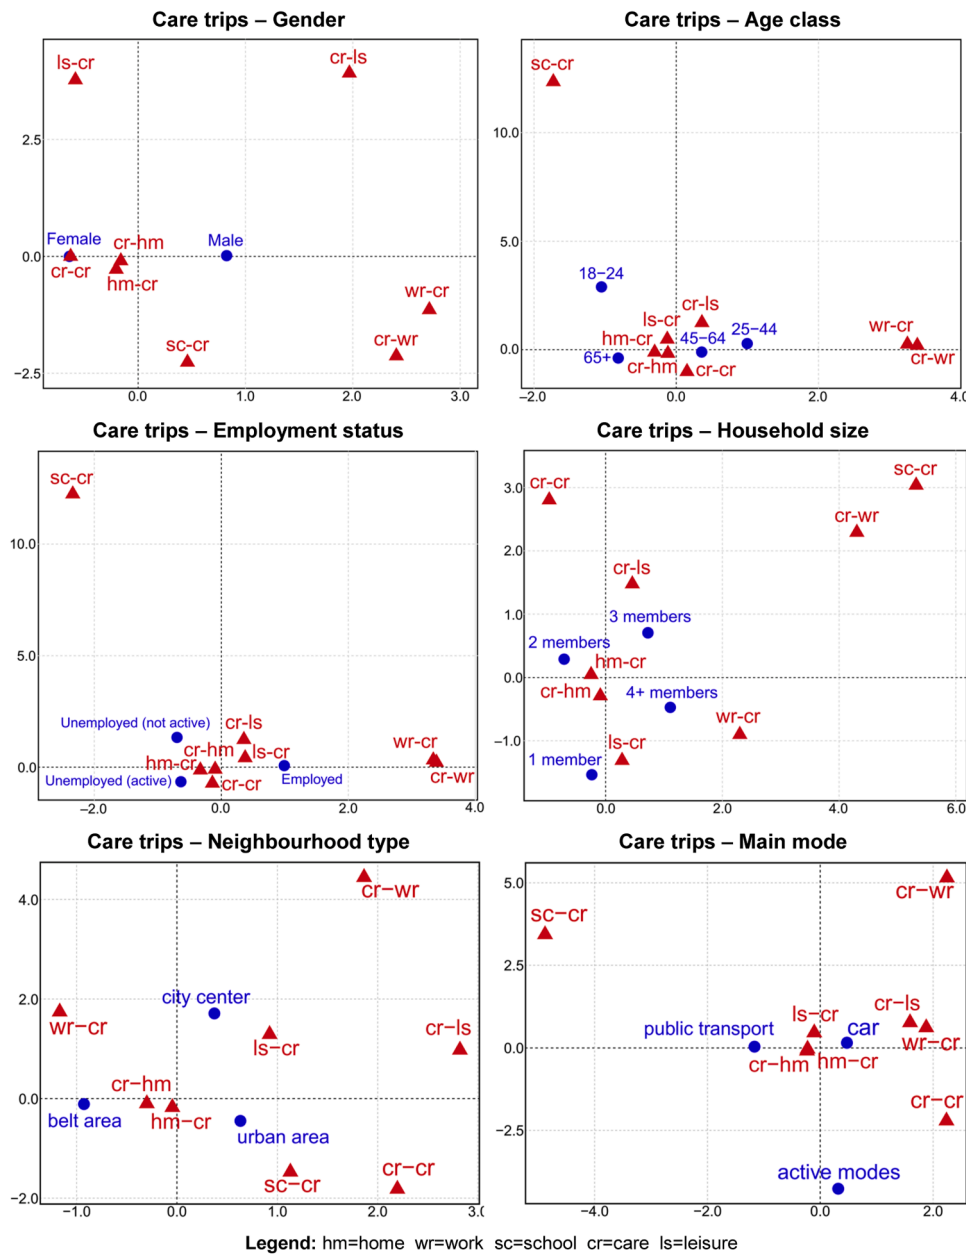 Care trips – Gender
ls-cr
cr-ls
2.5
Female
cr-hm
Male
0.0
cr-cr
hm-cr
wr-cr
sc-cr
cr-wr
−2.5
0.0 1.0 2.0 3.0
Care trips – Age class
sc-cr
10.0
5.0
18−24
cr-ls
ls-cr
45−64
25−44
wr-cr
hm-cr
0.0
65+
cr-hm
cr-cr
cr-wr
−2.0 0.0 2.0 4.0
Care trips – Employment status
sc-cr
10.0
5.0
Unemployed (not active)
cr-ls
cr-hm
ls-cr
wr-cr
hm-cr
0.0
Unemployed (active)
cr-cr
Employed
cr-wr
−2.0 0.0 2.0 4.0
Care trips – Household size
sc-cr
cr-cr
3.0
cr-wr
2.0
cr-ls
1.0
3 members
2 members
hm-cr
0.0
cr-hm
4+ members
wr-cr
−1.0
ls-cr
1 member
0.0 2.0 4.0 6.0
Care trips – Neighbourhood type
cr−wr
4.0
city center
2.0
wr−cr
ls−cr
cr−ls
cr−hm
0.0
belt area
hm−cr
urban area
cr−cr
sc−cr
−2.0
−1.0 0.0 1.0 2.0 3.0
Care trips – Main mode
5.0
cr−wr
sc−cr
2.5
ls−cr
cr−ls
public transport
car
wr−cr
0.0
cr−hm
hm−cr
cr−cr
−2.5
active modes
−4.0 −2.0 0.0 2.0
Legend: hm=home wr=work sc=school cr=care ls=leisure